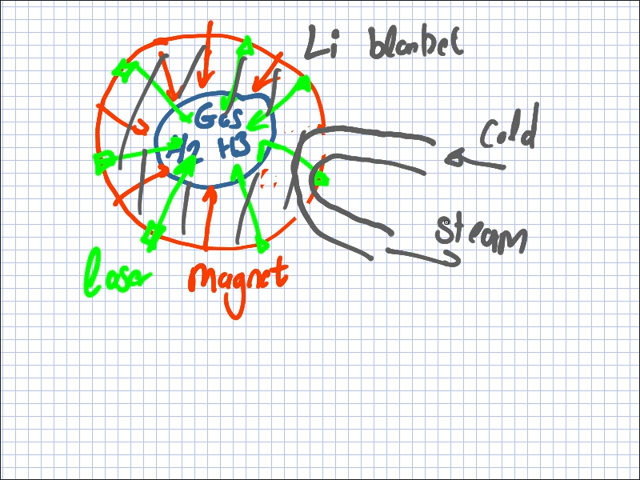 Li blanket
Gas
H2 H3
cold
steam
laser
magnet